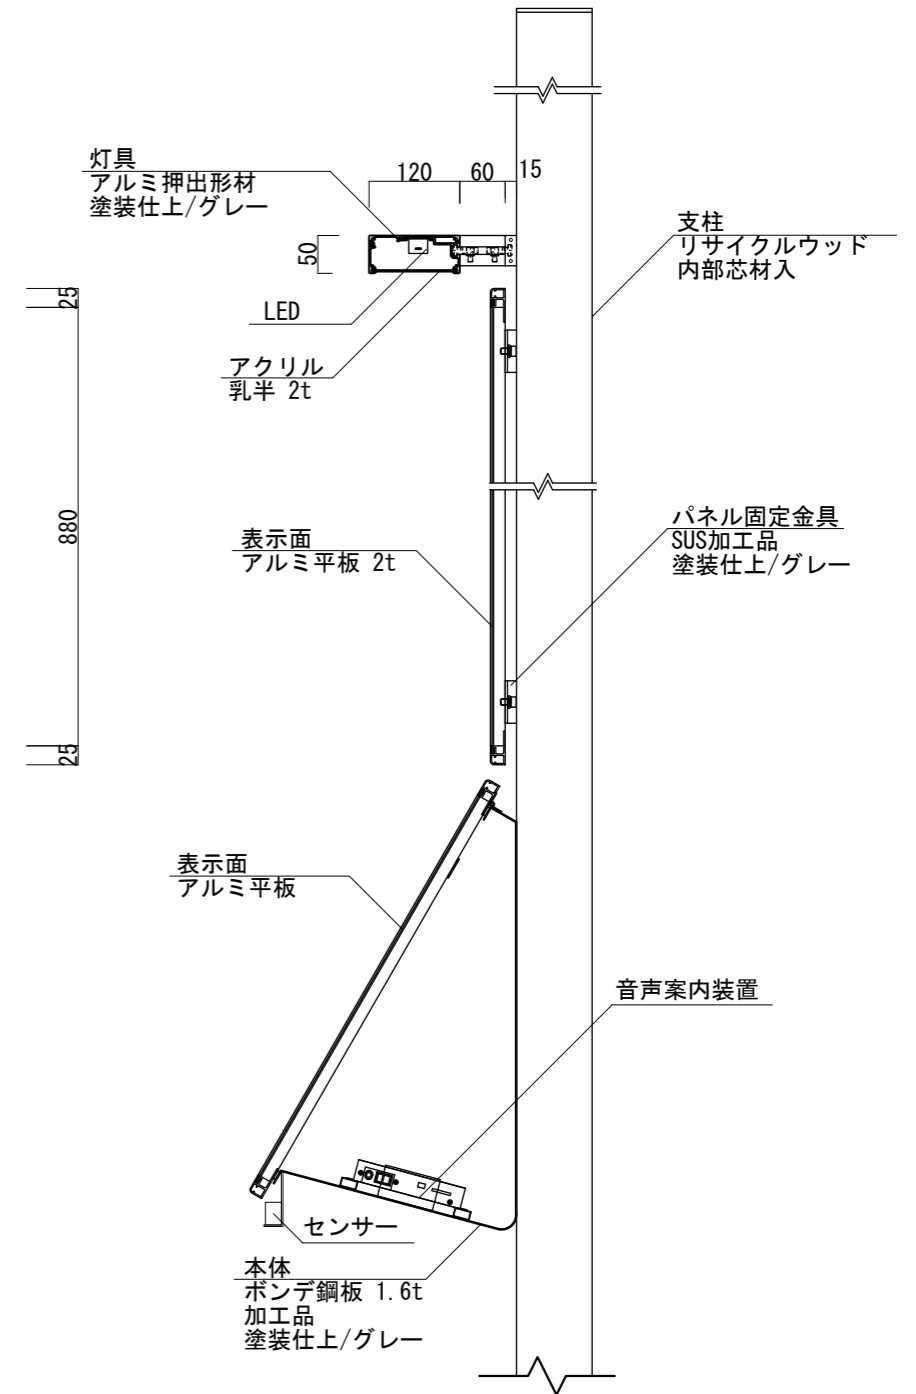 灯具
アルミ押出形材
塗装仕上/グレー
120
60
15
50
支柱
リサイクルウッド
内部芯材入
25
LED
アクリル
乳半 2t
880
表示面
アルミ平板 2t
パネル固定金具
SUS加工品
塗装仕上/グレー
25
表示面
アルミ平板
音声案内装置
センサー
本体
ボンデ鋼板 1.6t
加工品
塗装仕上/グレー